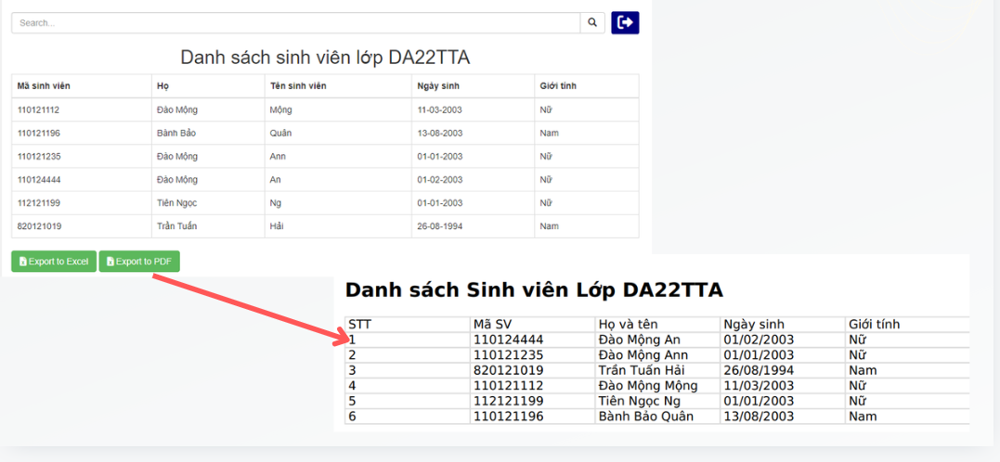 Search...
Danh sách sinh viên lớp DA22TTA
Mã sinh viên Họ Tên sinh viên Ngày sinh Giới tính
110121112 Đào Mộng Mộng 11-03-2003 Nữ
110121196 Bành Bảo Quân 13-08-2003 Nam
110121235 Đào Mộng Ann 01-01-2003 Nữ
110124444 Đào Mộng An 01-02-2003 Nữ
112121199 Tiên Ngọc Ng 01-01-2003 Nữ
820121019 Trần Tuấn Hải 26-08-1994 Nam
Export to Excel Export to PDF
Danh sách Sinh viên Lớp DA22TTA
STT Mã SV Họ và tên Ngày sinh Giới tính
1 110124444 Đào Mộng An 01/02/2003 Nữ
2 110121235 Đào Mộng Ann 01/01/2003 Nữ
3 820121019 Trần Tuấn Hải 26/08/1994 Nam
4 110121112 Đào Mộng Mộng 11/03/2003 Nữ
5 112121199 Tiên Ngọc Ng 01/01/2003 Nữ
6 110121196 Bành Bảo Quân 13/08/2003 Nam